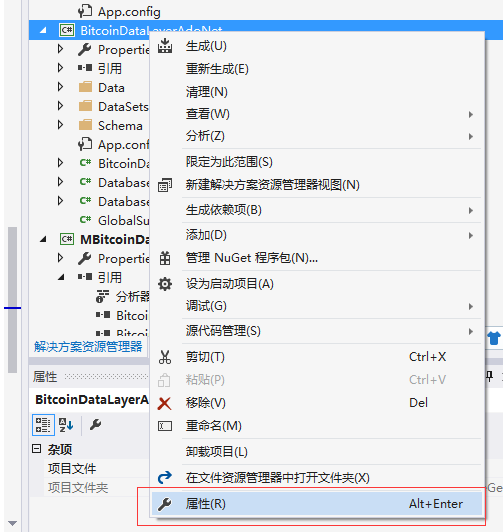 App.config
BitcoinDataLayerAdoNet
Propertie
引用
Data
DataSets
Schema
App.conf
BitcoinDa
Database
Database
GlobalSu
MBitcoinDa
Propertie
引用
分析器
Bitcoi
Bitcoi
解决方案资源管理器
生成(U)
重新生成(E)
清理(N)
查看(W)
分析(Z)
限定为此范围(S)
新建解决方案资源管理器视图(N)
生成依赖项(B)
添加(D)
管理 NuGet 程序包(N)...
设为启动项目(A)
调试(G)
源代码管理(S)
剪切(T) Ctrl+X
粘贴(P) Ctrl+V
移除(V) Del
重命名(M)
卸载项目(L)
在文件资源管理器中打开文件夹(X)
属性(R) Alt+Enter
属性
BitcoinDataLayerA
杂项
项目文件
项目文件夹
Ge